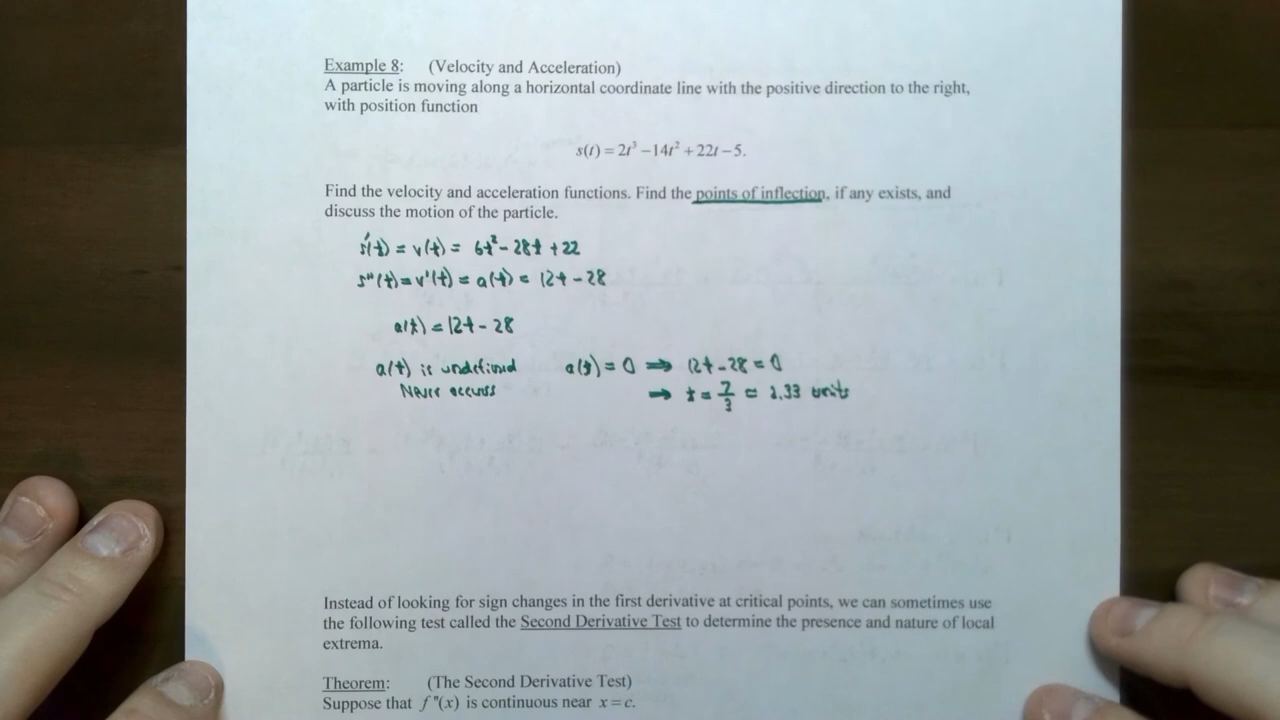 Example 8: (Velocity and Acceleration)
A particle is moving along a horizontal coordinate line with the positive direction to the right,
with position function
s(t) = 2t³ −14t² + 22t − 5.
Find the velocity and acceleration functions. Find the points of inflection, if any exists, and
discuss the motion of the particle.
s'(t) = v(t) = 6t² − 28t + 22
s"(t) = v'(t) = a(t) = 12t − 28
a(t) = 12t − 28
a(t) is undefined a(t) = 0 ⇒ 12t − 28 = 0
Never occurs ⇒ t = 7/3 ≈ 2.33 units
Instead of looking for sign changes in the first derivative at critical points, we can sometimes use
the following test called the Second Derivative Test to determine the presence and nature of local
extrema.
Theorem: (The Second Derivative Test)
Suppose that f "(x) is continuous near x = c.